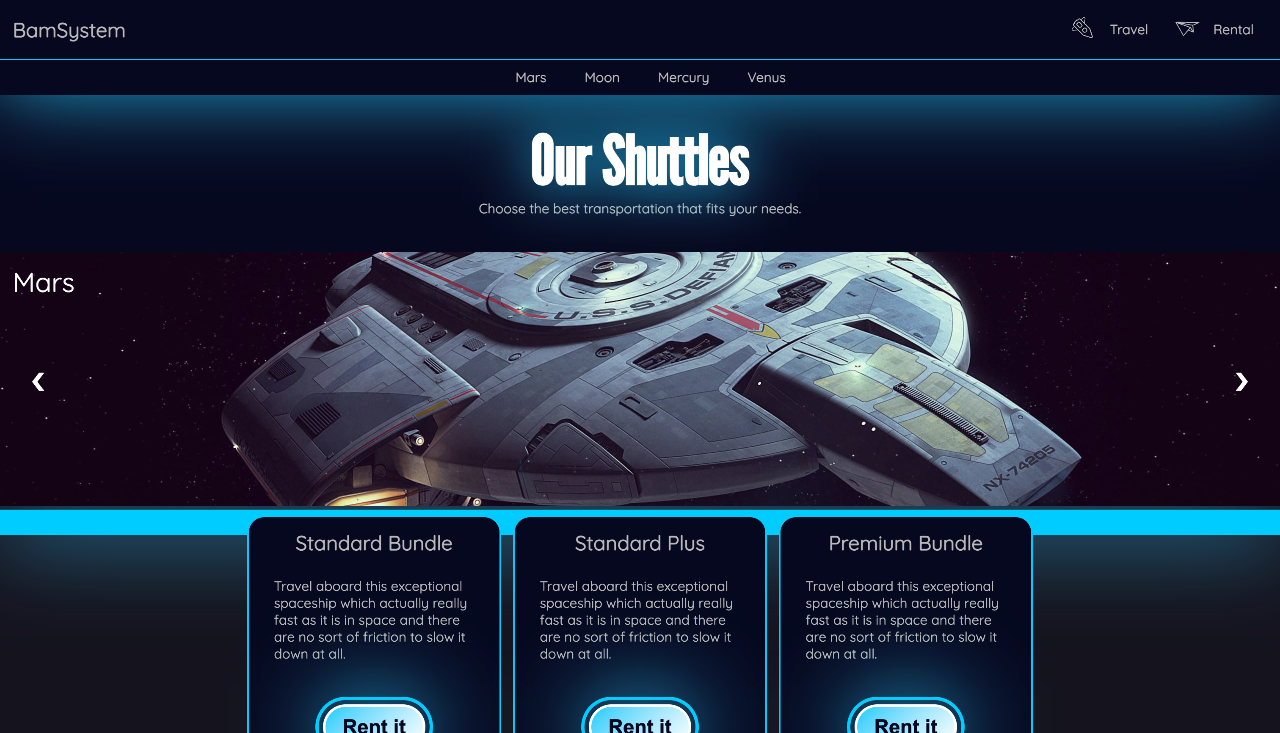 BamSystem
Travel
Rental
Mars
Moon
Mercury
Venus
Our Shuttles
Choose the best transportation that fits your needs.
Mars
U.S.S. DEFIAN
NX-74205
Standard Bundle
Travel aboard this exceptional
spaceship which actually really
fast as it is in space and there
are no sort of friction to slow it
down at all.
Rent it
Standard Plus
Travel aboard this exceptional
spaceship which actually really
fast as it is in space and there
are no sort of friction to slow it
down at all.
Rent it
Premium Bundle
Travel aboard this exceptional
spaceship which actually really
fast as it is in space and there
are no sort of friction to slow it
down at all.
Rent it